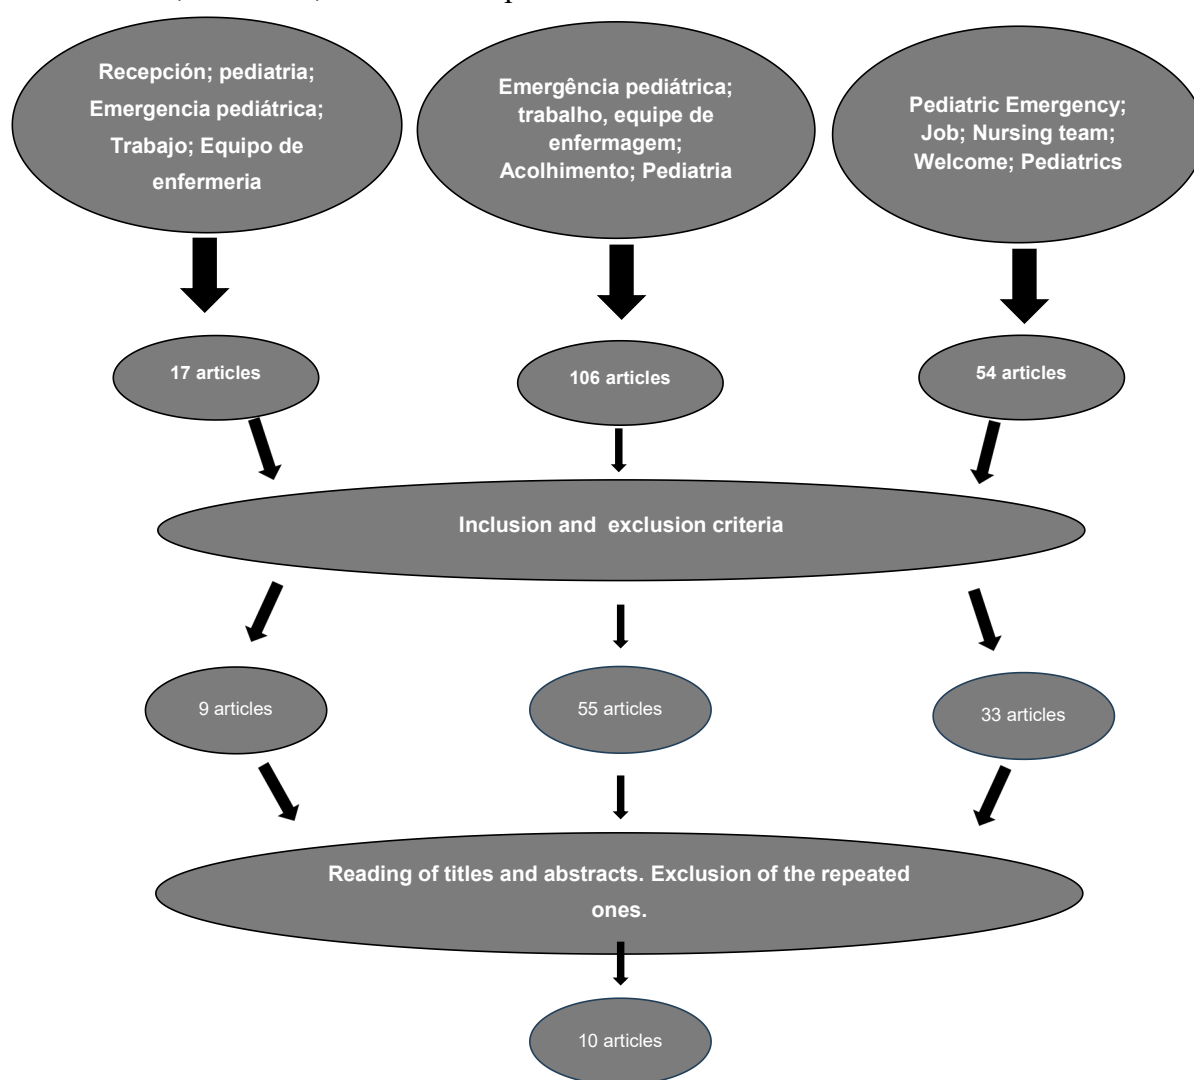 Recepción; pediatria;
Emergencia pediátrica;
Trabajo; Equipo de
enfermeria
Emergência pediátrica;
trabalho, equipe de
enfermagem;
Acolhimento; Pediatria
Pediatric Emergency;
Job; Nursing team;
Welcome; Pediatrics
17 articles
106 articles
54 articles
Inclusion and  exclusion criteria
9 articles
55 articles
33 articles
Reading of titles and abstracts. Exclusion of the repeated
ones.
10 articles